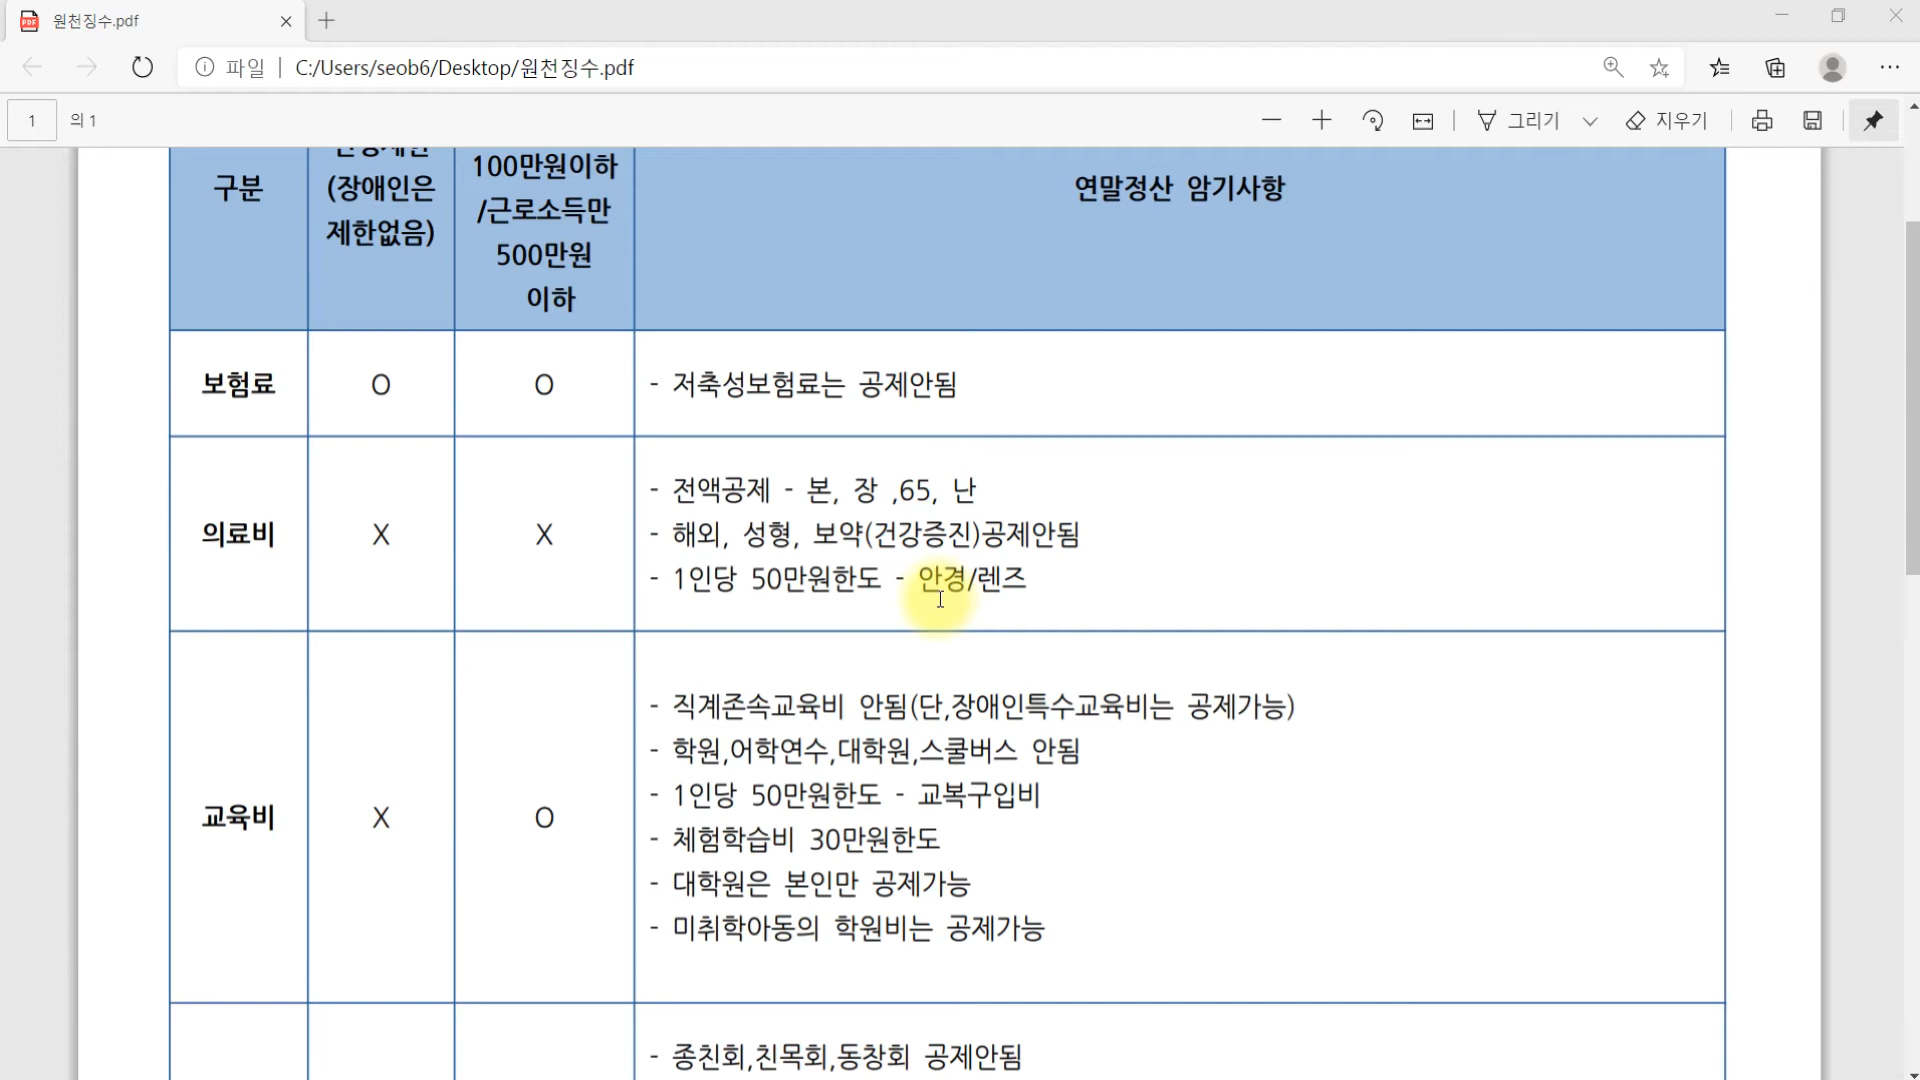 원천징수.pdf
파일 | C:/Users/seob6/Desktop/원천징수.pdf
1 의 1
그리기
지우기
구분
(장애인은
제한없음)
100만원이하
/근로소득만
500만원
이하
연말정산 암기사항
보험료
O
O
- 저축성보험료는 공제안됨
의료비
X
X
- 전액공제 - 본, 장 ,65, 난
- 해외, 성형, 보약(건강증진)공제안됨
- 1인당 50만원한도 - 안경/렌즈
교육비
X
O
- 직계존속교육비 안됨(단,장애인특수교육비는 공제가능)
- 학원,어학연수,대학원,스쿨버스 안됨
- 1인당 50만원한도 - 교복구입비
- 체험학습비 30만원한도
- 대학원은 본인만 공제가능
- 미취학아동의 학원비는 공제가능
- 종친회,친목회,동창회 공제안됨